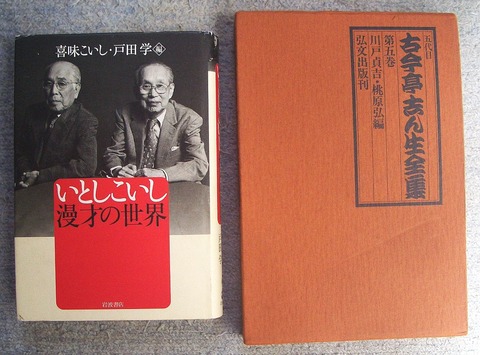 喜味こいし・戸田 学 編
いとしこいし
漫才の世界
岩波書店
五代目
古今亭志ん生全集
第五巻
川戸貞吉・桃原弘編
弘文出版刊